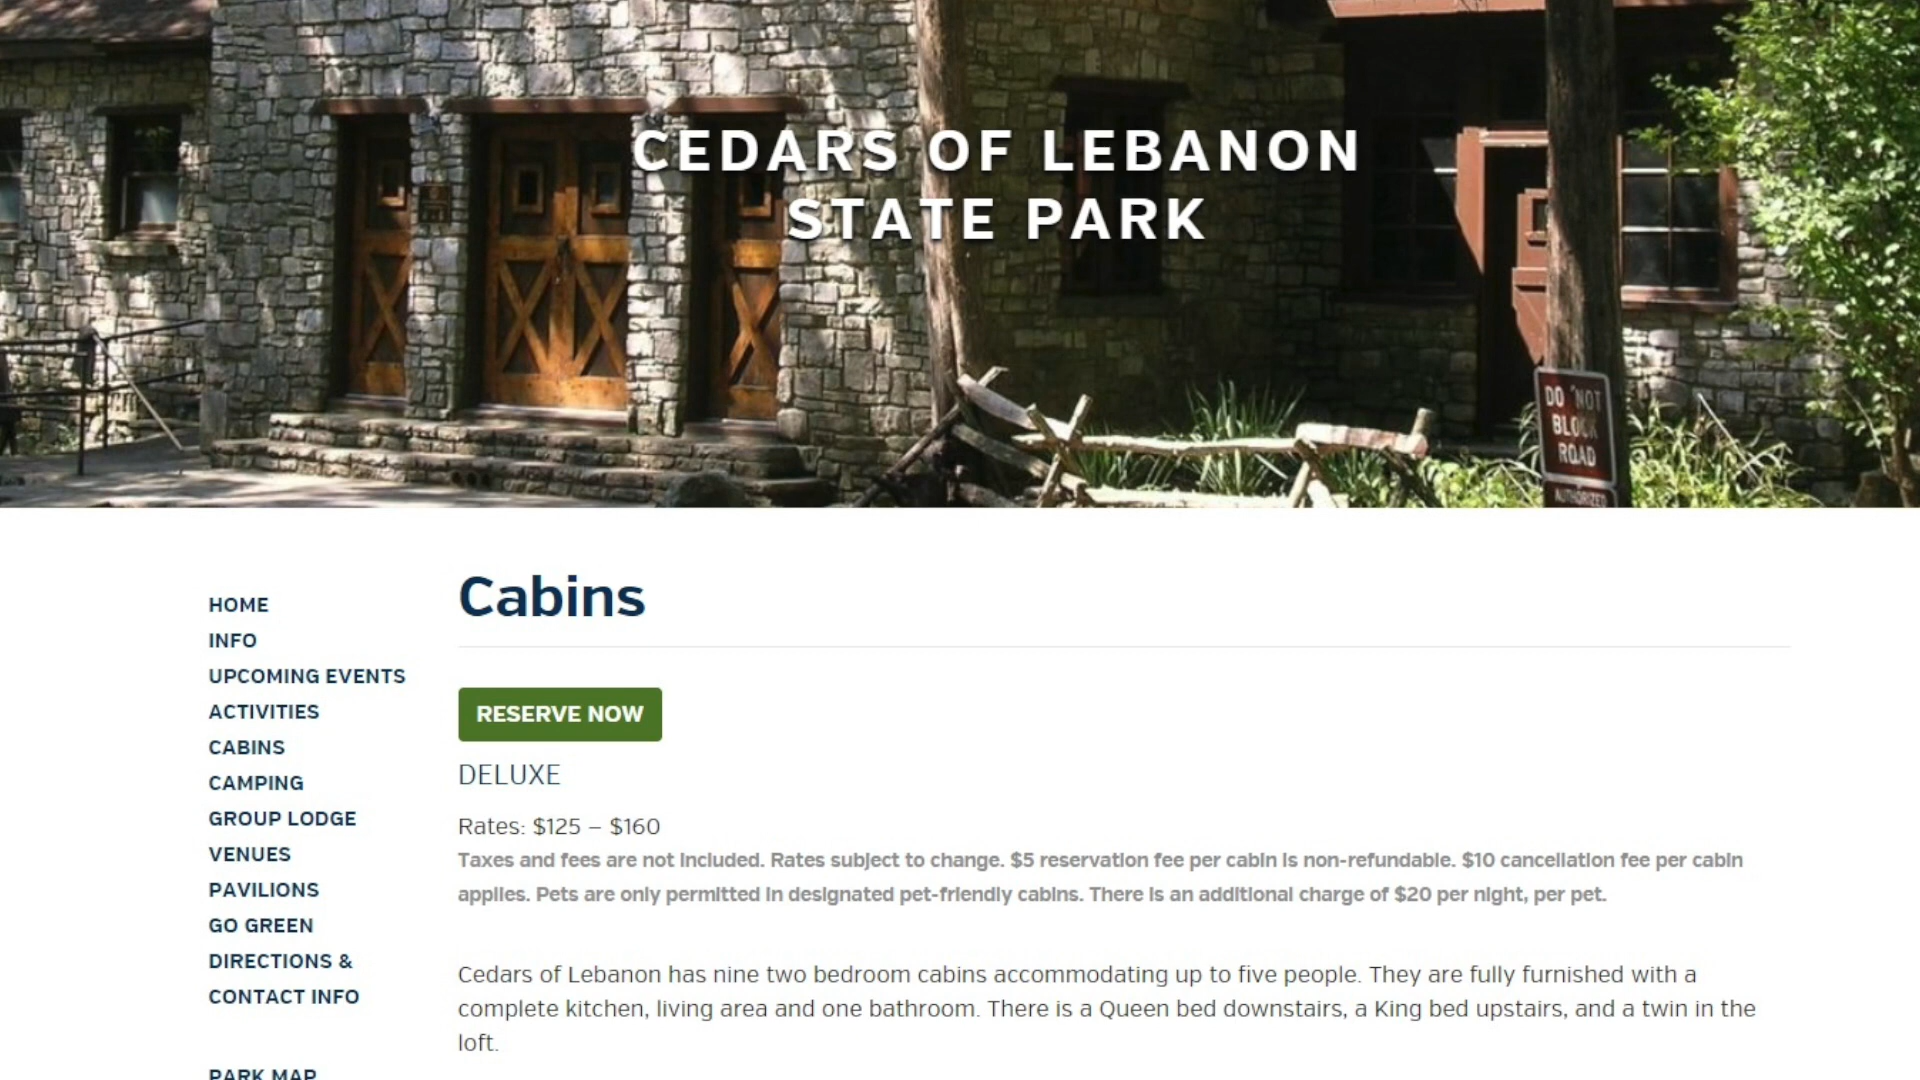 CEDARS OF LEBANON
STATE PARK
DO NOT
BLOCK
ROAD
AUTHORIZED
HOME
INFO
UPCOMING EVENTS
ACTIVITIES
CABINS
CAMPING
GROUP LODGE
VENUES
PAVILIONS
GO GREEN
DIRECTIONS &
CONTACT INFO
PARK MAP
Cabins
RESERVE NOW
DELUXE
Rates: $125 – $160
Taxes and fees are not included. Rates subject to change. $5 reservation fee per cabin is non-refundable. $10 cancellation fee per cabin
applies. Pets are only permitted in designated pet-friendly cabins. There is an additional charge of $20 per night, per pet.
Cedars of Lebanon has nine two bedroom cabins accommodating up to five people. They are fully furnished with a
complete kitchen, living area and one bathroom. There is a Queen bed downstairs, a King bed upstairs, and a twin in the
loft.